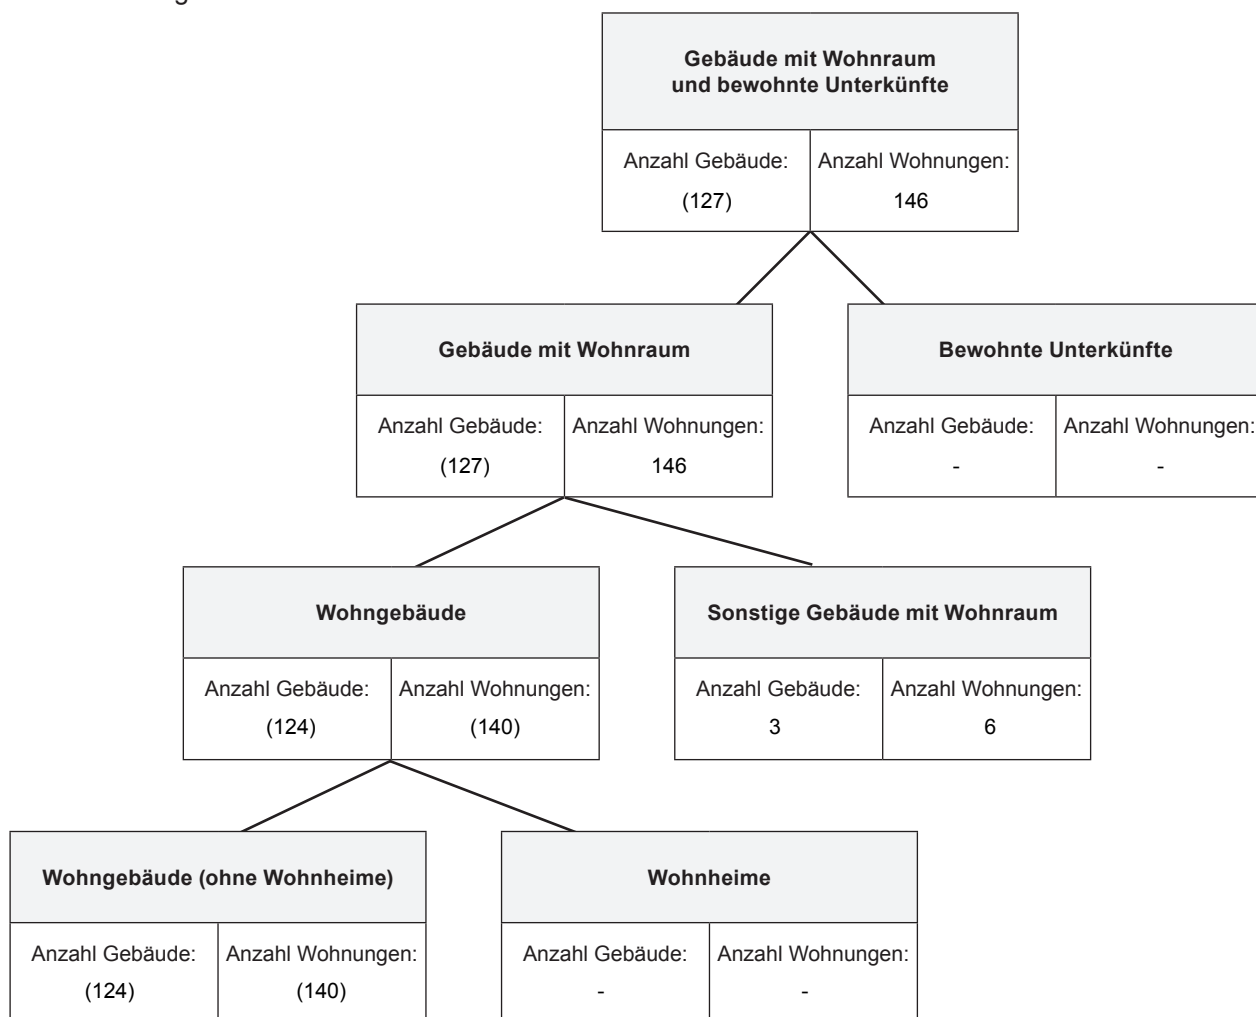 Gebäude mit Wohnraum
und bewohnte Unterkünfte
Anzahl Gebäude: Anzahl Wohnungen:
(127) 146
Gebäude mit Wohnraum
Anzahl Gebäude: Anzahl Wohnungen:
(127) 146
Bewohnte Unterkünfte
Anzahl Gebäude: Anzahl Wohnungen:
- -
Wohngebäude
Anzahl Gebäude: Anzahl Wohnungen:
(124) (140)
Sonstige Gebäude mit Wohnraum
Anzahl Gebäude: Anzahl Wohnungen:
3 6
Wohngebäude (ohne Wohnheime)
Anzahl Gebäude: Anzahl Wohnungen:
(124) (140)
Wohnheime
Anzahl Gebäude: Anzahl Wohnungen:
- -